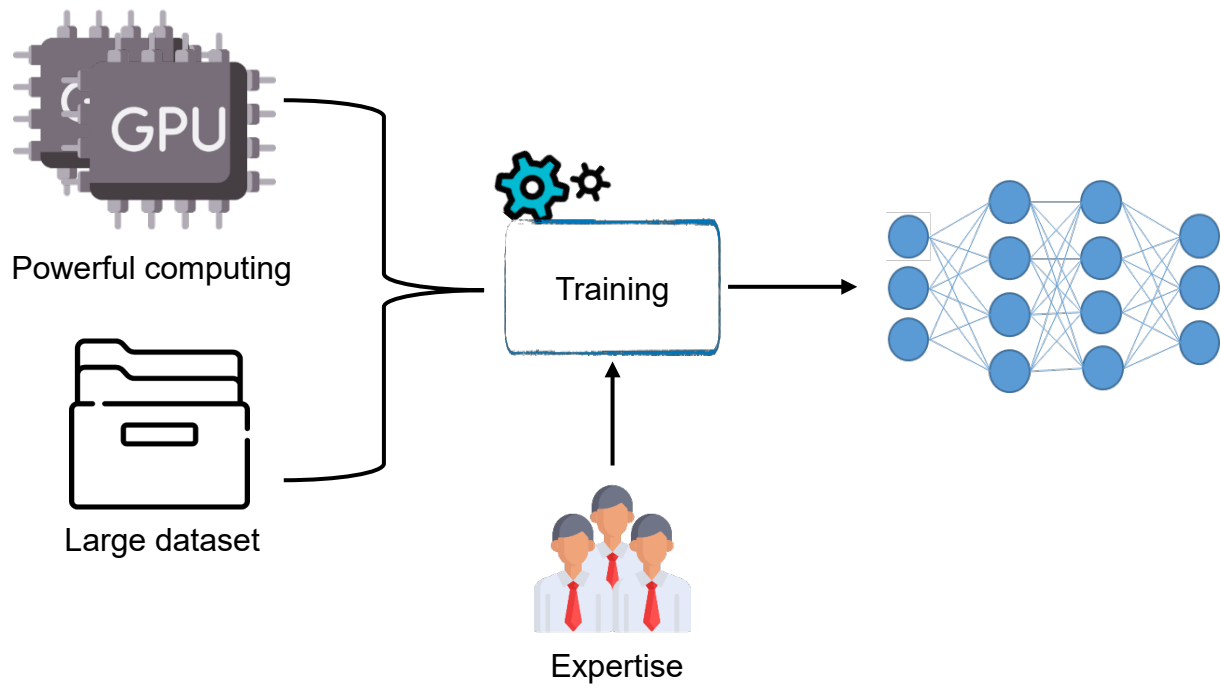 GPU
Powerful computing
Training
Large dataset
Expertise